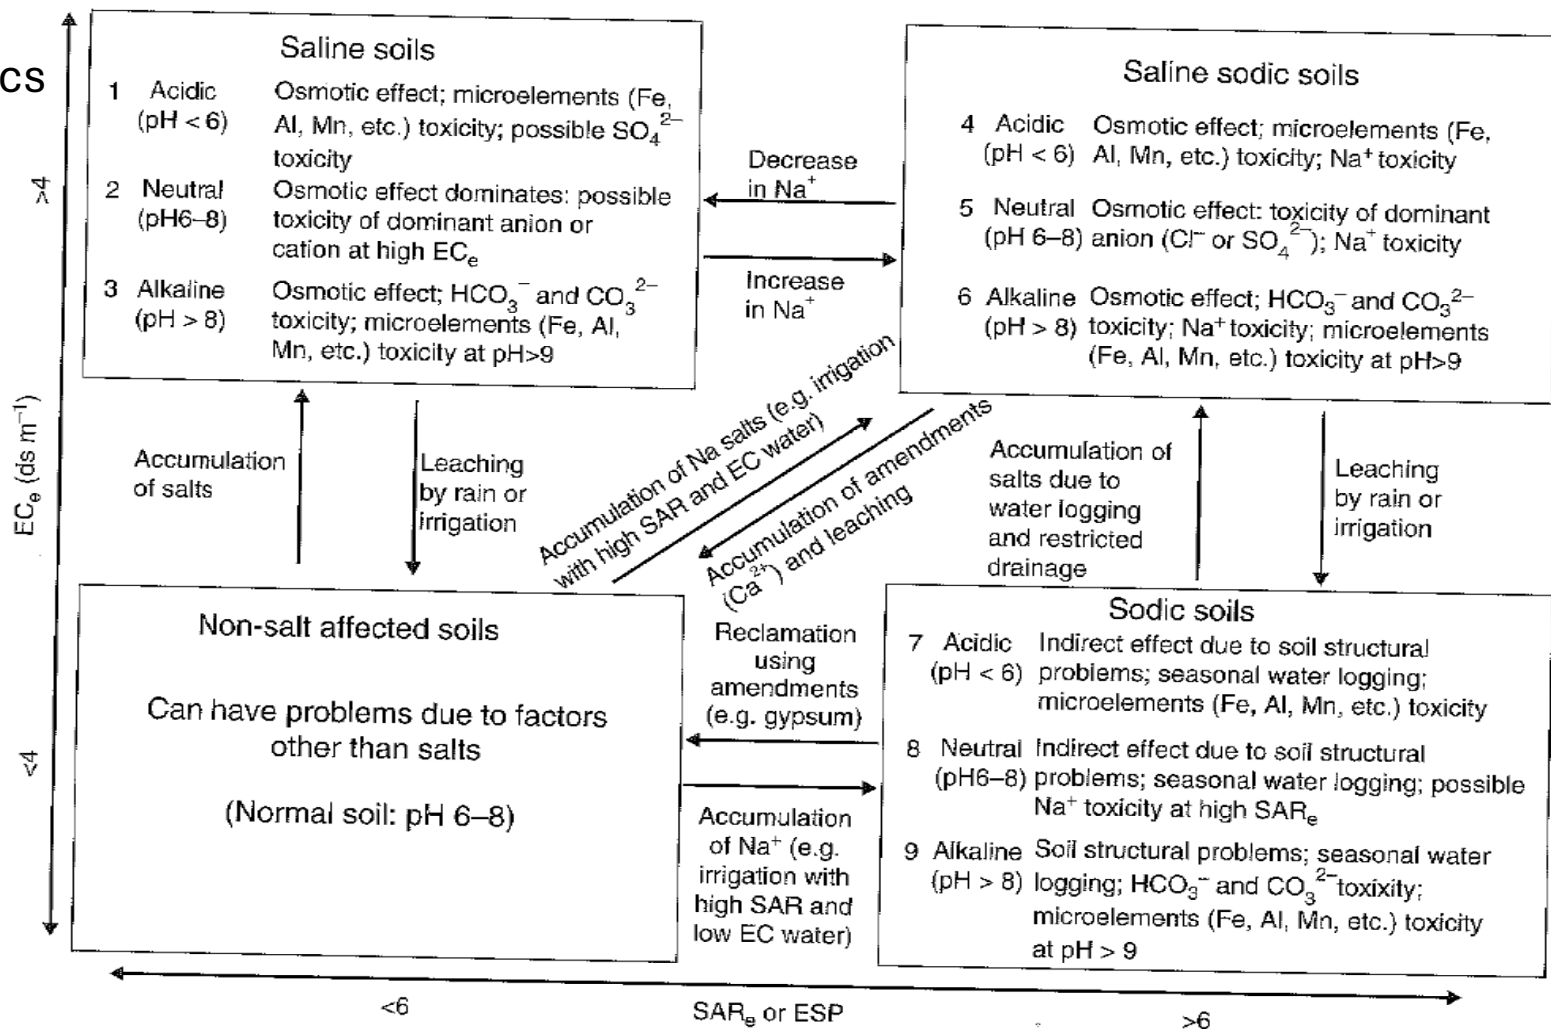 cs
Saline soils
1 Acidic Osmotic effect; microelements (Fe,
(pH < 6) Al, Mn, etc.) toxicity; possible SO₄²⁻
toxicity
2 Neutral Osmotic effect dominates: possible
(pH6–8) toxicity of dominant anion or
cation at high ECₑ
3 Alkaline Osmotic effect; HCO₃⁻ and CO₃²⁻
(pH > 8) toxicity; microelements (Fe, Al,
Mn, etc.) toxicity at pH>9
Decrease
in Na⁺
Increase
in Na⁺
Saline sodic soils
4 Acidic Osmotic effect; microelements (Fe,
(pH < 6) Al, Mn, etc.) toxicity; Na⁺ toxicity
5 Neutral Osmotic effect: toxicity of dominant
(pH 6–8) anion (Cl⁻ or SO₄²⁻); Na⁺ toxicity
6 Alkaline Osmotic effect; HCO₃⁻ and CO₃²⁻
(pH > 8) toxicity; Na⁺ toxicity; microelements
(Fe, Al, Mn, etc.) toxicity at pH>9
>4
ECₑ (ds m⁻¹)
<4
Accumulation
of salts
Leaching
by rain or
irrigation
Accumulation of Na salts (e.g. irrigation
with high SAR and EC water)
Accumulation of amendments
(Ca²⁺) and leaching
Accumulation of
salts due to
water logging
and restricted
drainage
Leaching
by rain or
irrigation
Non-salt affected soils
Can have problems due to factors
other than salts
(Normal soil: pH 6–8)
Reclamation
using
amendments
(e.g. gypsum)
Accumulation
of Na⁺ (e.g.
irrigation with
high SAR and
low EC water)
Sodic soils
7 Acidic Indirect effect due to soil structural
(pH < 6) problems; seasonal water logging;
microelements (Fe, Al, Mn, etc.) toxicity
8 Neutral Indirect effect due to soil structural
(pH6–8) problems; seasonal water logging; possible
Na⁺ toxicity at high SARₑ
9 Alkaline Soil structural problems; seasonal water
(pH > 8) logging; HCO₃⁻ and CO₃²⁻ toxixity;
microelements (Fe, Al, Mn, etc.) toxicity
at pH > 9
<6
SARₑ or ESP
>6